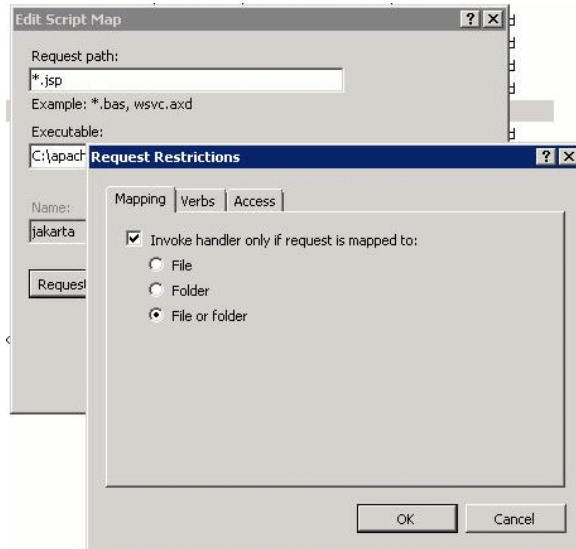 Edit Script Map
Request path:
*.jsp
Example: *.bas, wsvc.axd
Executable:
C:\apach
Name:
jakarta
Request
Request Restrictions
Mapping
Verbs
Access
Invoke handler only if request is mapped to:
File
Folder
File or folder
OK
Cancel